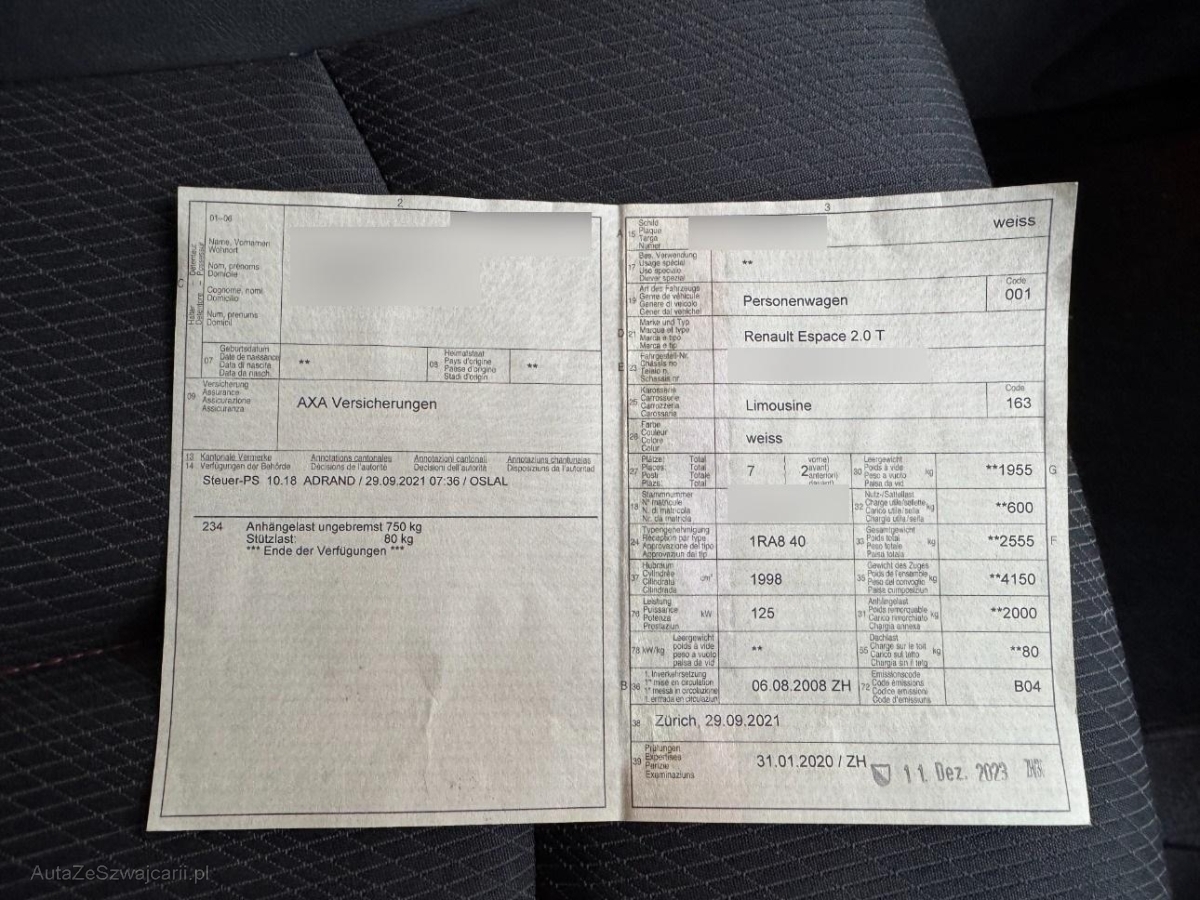 2
01-06
Name, Vornamen
Wohnort
Nom, prénoms
Domicile
Cognome, nomi
Domicilio
Num, prenums
Domicil
C
07
Geburtsdatum
Date de naissance
Data di nascita
Data da nasch.
**
08
Heimatstaat
Pays d'origine
Paese d'origine
Stadi d'origin
**
09
Versicherung
Assurance
Assicurazione
Assicuranza
AXA Versicherungen
13 Kantonale Vermerke Annotations cantonales Annotazioni cantonali Annotaziuns chantunalas
14 Verfügungen der Behörde Décisions de l'autorité Decisioni dell'autorità Disposiziuns da l'autoritad
Steuer-PS 10.18 ADRAND / 29.09.2021 07:36 / OSLAL
234 Anhängelast ungebremst 750 kg
Stützlast: 80 kg
*** Ende der Verfügungen ***
3
A 15
Schild
Plaque
Targa
Numer
weiss
17
Bes. Verwendung
Usage spécial
Uso speciale
Diever spezial
**
19
Art des Fahrzeugs
Genre de véhicule
Genere di veicolo
Gener dal vehichel
Personenwagen
Code
001
D 21
Marke und Typ
Marque et type
Marca e tipo
Marca e tip
Renault Espace 2.0 T
E 23
Fahrgestell-Nr.
Châssis no
Telaio n.
Schassis nr.
25
Karosserie
Carrosserie
Carrozzeria
Carossaria
Limousine
Code
163
26
Farbe
Couleur
Colore
Color
weiss
27
Plätze Total
Places Total
Posti Totale
Plazs Total
7
( vorne)
2 avant)
anteriori)
davant)
30
Leergewicht
Poids à vide
Peso a vuoto
Paisa da vid
kg
**1955
G
18
Stammnummer
N° matricule
N. di matricola
Nr. da matricla
32
Nutz-/Sattellast
Charge utile/sellette
Carico utile/sella
Chargia utila/sella
kg
**600
24
Typengenehmigung
Réception par type
Approvazione del tipo
Approvaziun dal tip
1RA8 40
33
Gesamtgewicht
Poids total
Peso totale
Paisa totala
kg
**2555
F
37
Hubraum
Cylindrée
Cilindrata
Cilindrada
cm³
1998
35
Gewicht des Zuges
Poids de l'ensemble
Peso del convoglio
Paisa cumposiziun
kg
**4150
76
Leistung
Puissance
Potenza
Prestaziun
kW
125
31
Anhängelast
Poids remorquable
Carico rimorchiato
Chargia annexa
kg
**2000
78 kW/kg
Leergewicht
poids à vide
peso a vuoto
paisa da vid
**
55
Dachlast
Charge sur le toit
Carico sul tetto
Chargia sin il tetg
kg
**80
B 36
1. Inverkehrsetzung
1re mise en circulation
1a messa in circolazione
1. entrada en circulaziun
06.08.2008 ZH
72
Emissionscode
Code émissions
Codice emissioni
Code d'emissiuns
B04
38
Zürich, 29.09.2021
39
Prüfungen
Expertises
Perizie
Examinaziuns
31.01.2020 / ZH
11. Dez. 2023
AutaZeSzwajcarii.pl